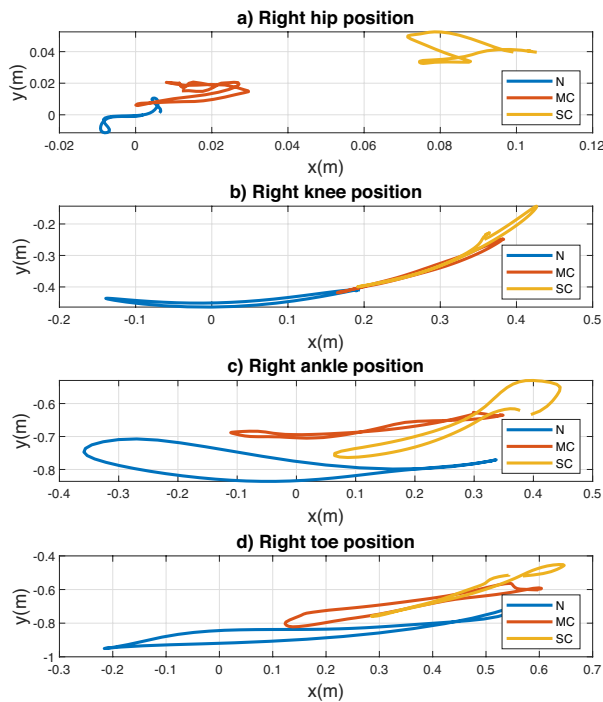 a) Right hip position
y(m)
0.04
0.02
0
N
MC
SC
-0.02 0 0.02 0.04 0.06 0.08 0.1 0.12
x(m)
b) Right knee position
y(m)
-0.2
-0.3
-0.4
N
MC
SC
-0.2 -0.1 0 0.1 0.2 0.3 0.4 0.5
x(m)
c) Right ankle position
y(m)
-0.6
-0.7
-0.8
N
MC
SC
-0.4 -0.3 -0.2 -0.1 0 0.1 0.2 0.3 0.4 0.5
x(m)
d) Right toe position
y(m)
-0.4
-0.6
-0.8
-1
N
MC
SC
-0.3 -0.2 -0.1 0 0.1 0.2 0.3 0.4 0.5 0.6 0.7
x(m)